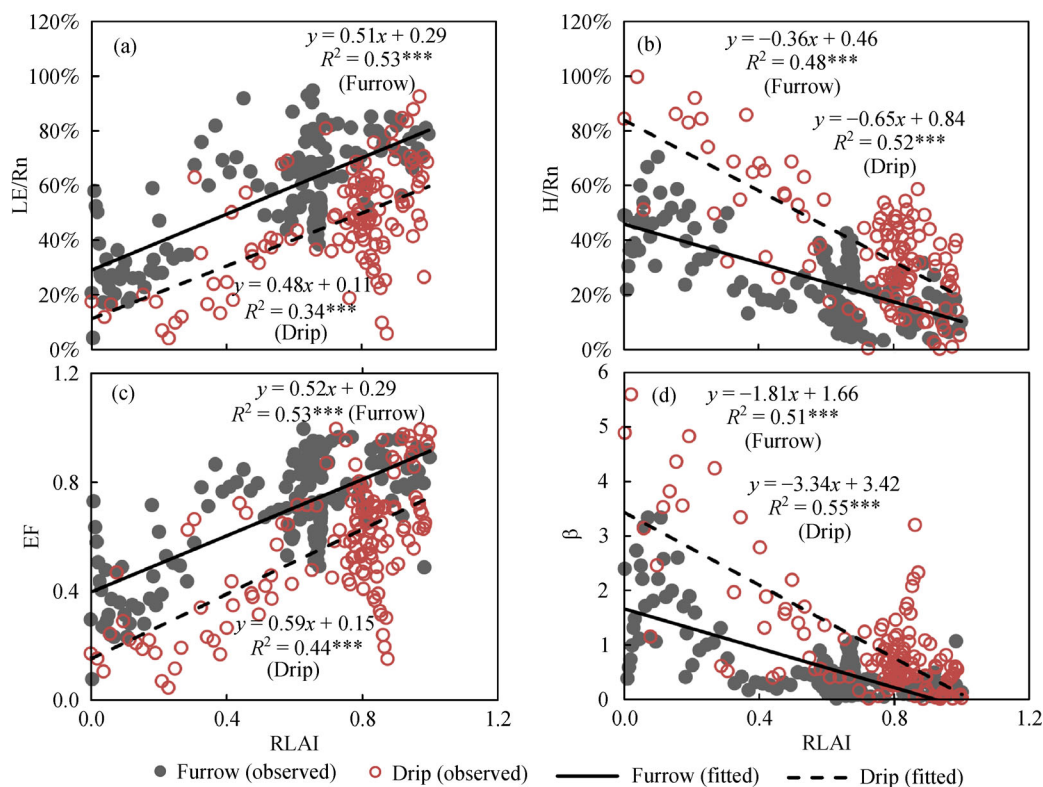 120%
100%
80%
60%
40%
20%
0%
LE/Rn
(a)
y = 0.51x + 0.29
R² = 0.53***
(Furrow)
y = 0.48x + 0.11
R² = 0.34***
(Drip)
120%
100%
80%
60%
40%
20%
0%
H/Rn
(b)
y = −0.36x + 0.46
R² = 0.48***
(Furrow)
y = −0.65x + 0.84
R² = 0.52***
(Drip)
1.2
0.8
0.4
0.0
EF
(c)
y = 0.52x + 0.29
R² = 0.53*** (Furrow)
y = 0.59x + 0.15
R² = 0.44***
(Drip)
0.0 0.4 0.8 1.2
RLAI
6
5
4
3
2
1
0
β
(d)
y = −1.81x + 1.66
R² = 0.51***
(Furrow)
y = −3.34x + 3.42
R² = 0.55***
(Drip)
0.0 0.4 0.8 1.2
RLAI
Furrow (observed) Drip (observed) Furrow (fitted) Drip (fitted)